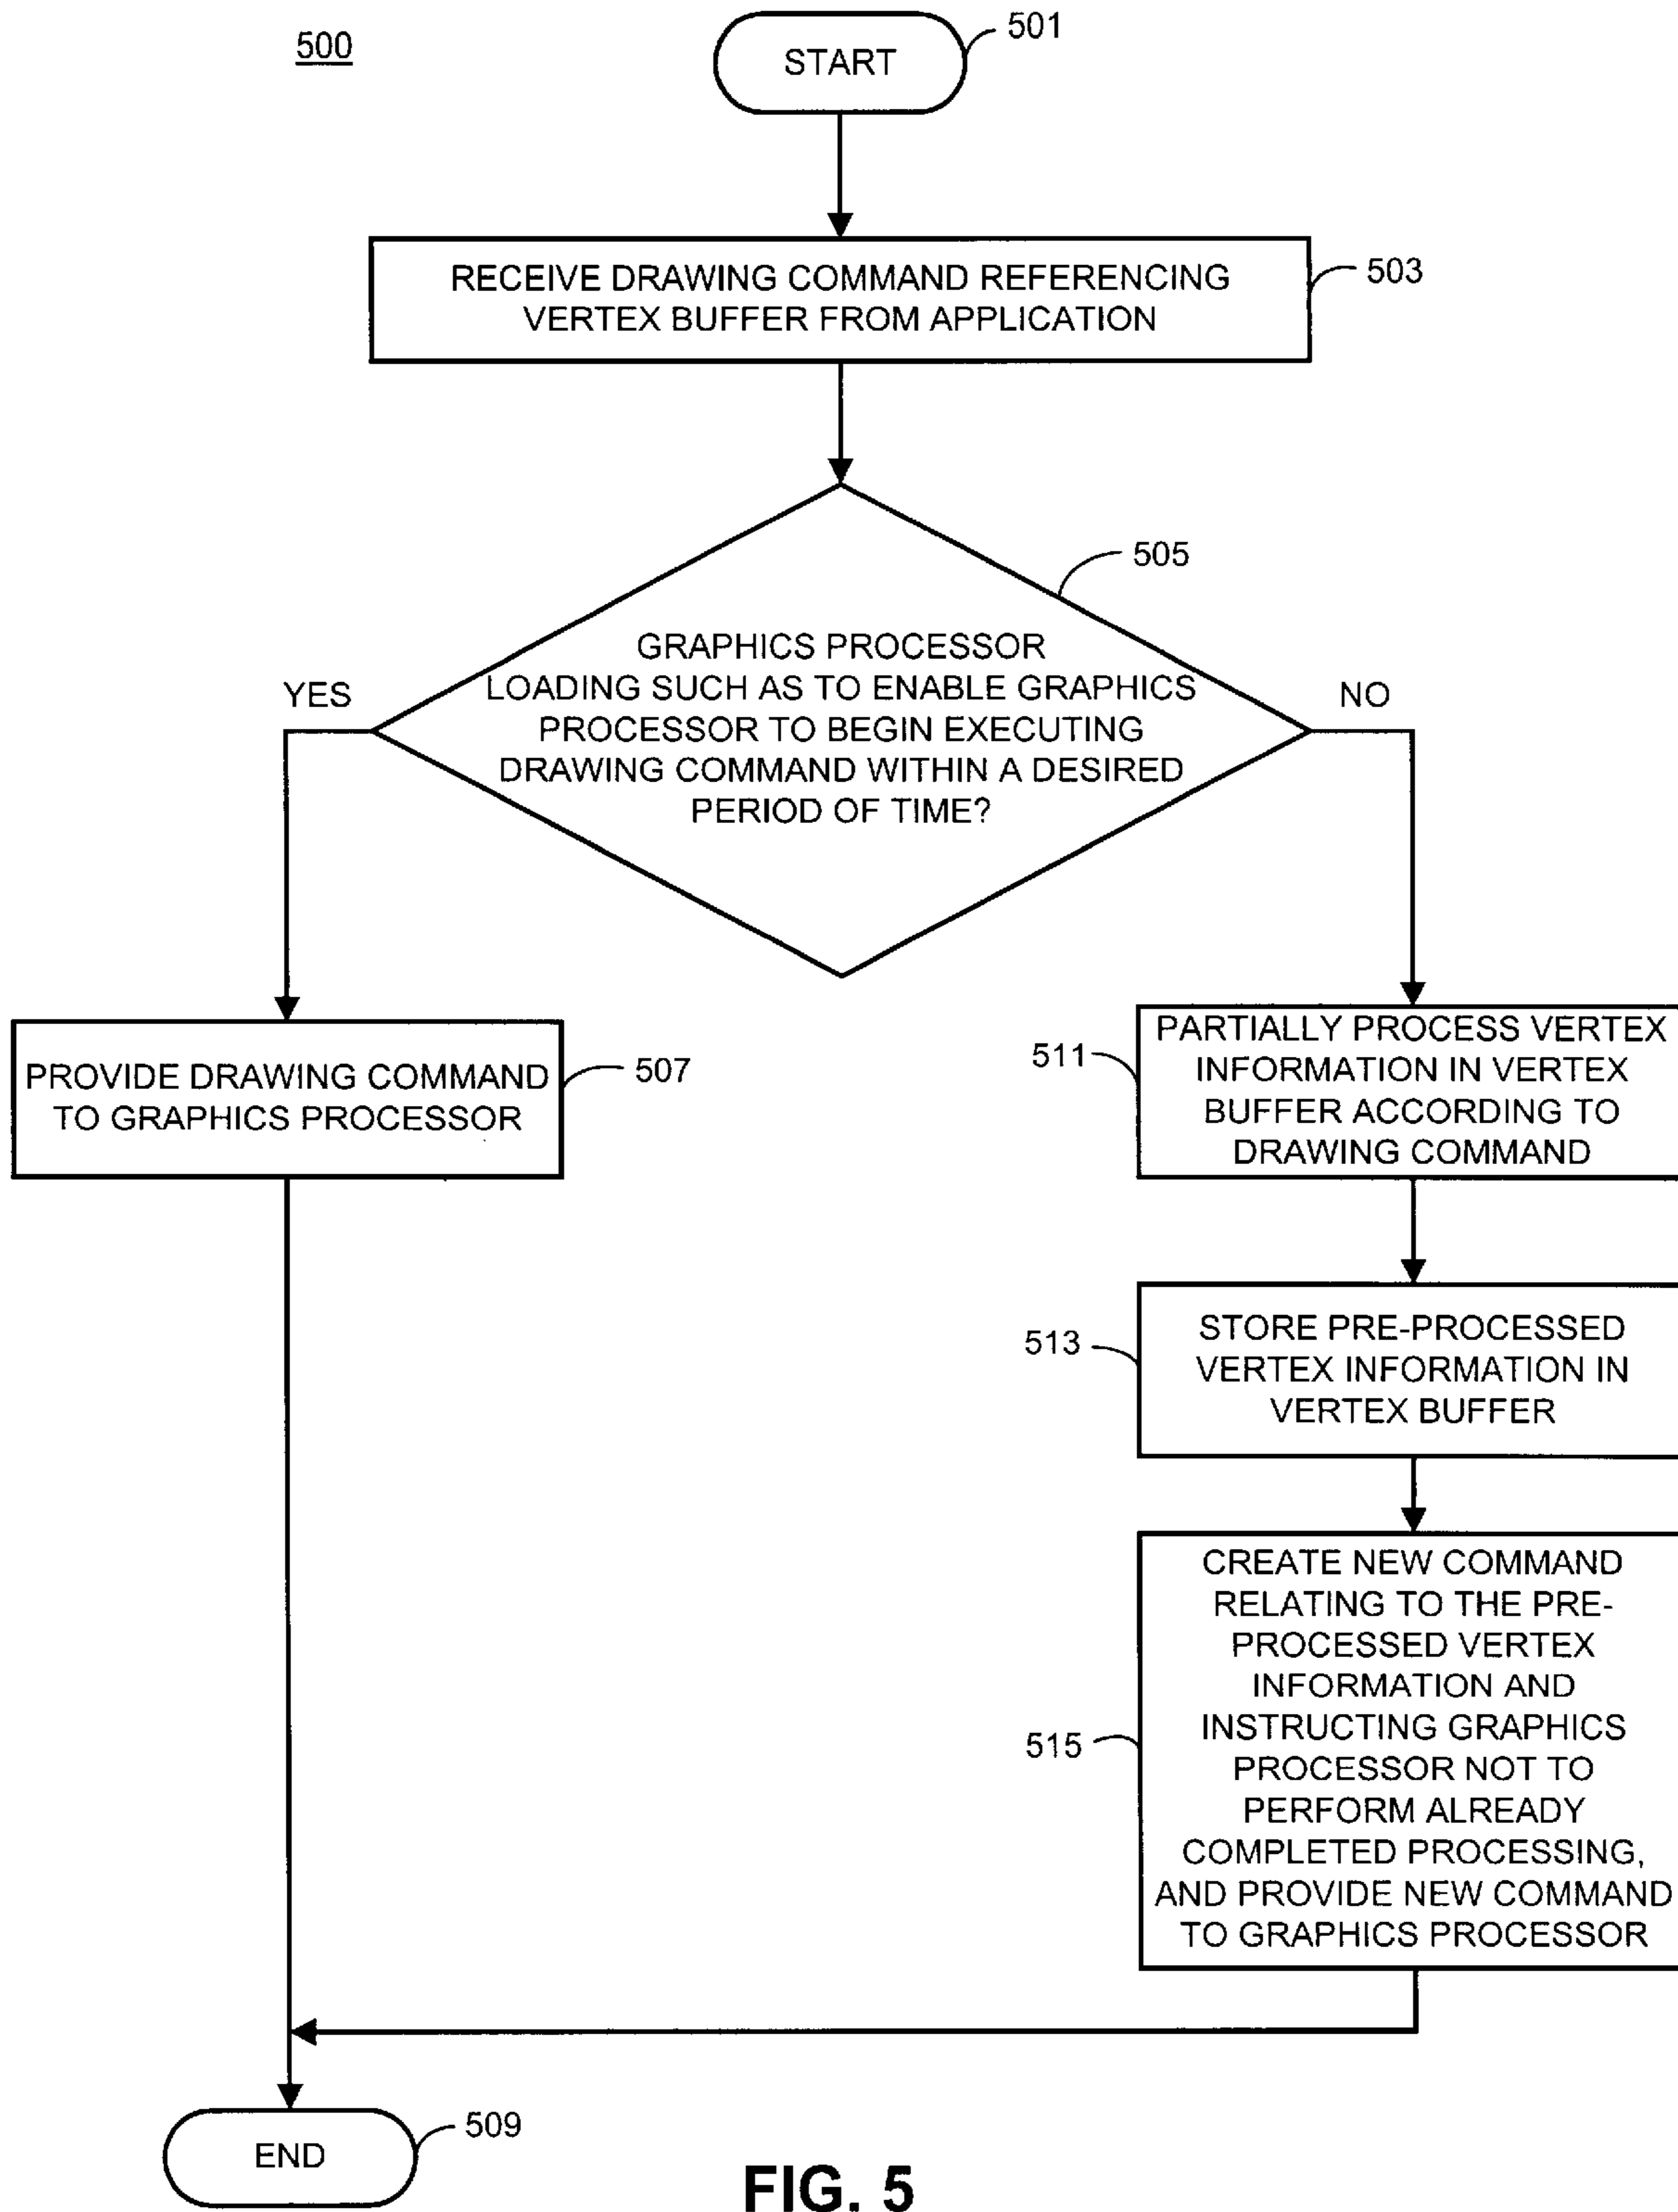 500
START
501
RECEIVE DRAWING COMMAND REFERENCING
VERTEX BUFFER FROM APPLICATION
503
505
GRAPHICS PROCESSOR
LOADING SUCH AS TO ENABLE GRAPHICS
PROCESSOR TO BEGIN EXECUTING
DRAWING COMMAND WITHIN A DESIRED
PERIOD OF TIME?
YES
NO
PROVIDE DRAWING COMMAND
TO GRAPHICS PROCESSOR
507
511
PARTIALLY PROCESS VERTEX
INFORMATION IN VERTEX
BUFFER ACCORDING TO
DRAWING COMMAND
513
STORE PRE-PROCESSED
VERTEX INFORMATION IN
VERTEX BUFFER
515
CREATE NEW COMMAND
RELATING TO THE PRE-
PROCESSED VERTEX
INFORMATION AND
INSTRUCTING GRAPHICS
PROCESSOR NOT TO
PERFORM ALREADY
COMPLETED PROCESSING,
AND PROVIDE NEW COMMAND
TO GRAPHICS PROCESSOR
END
509
FIG. 5